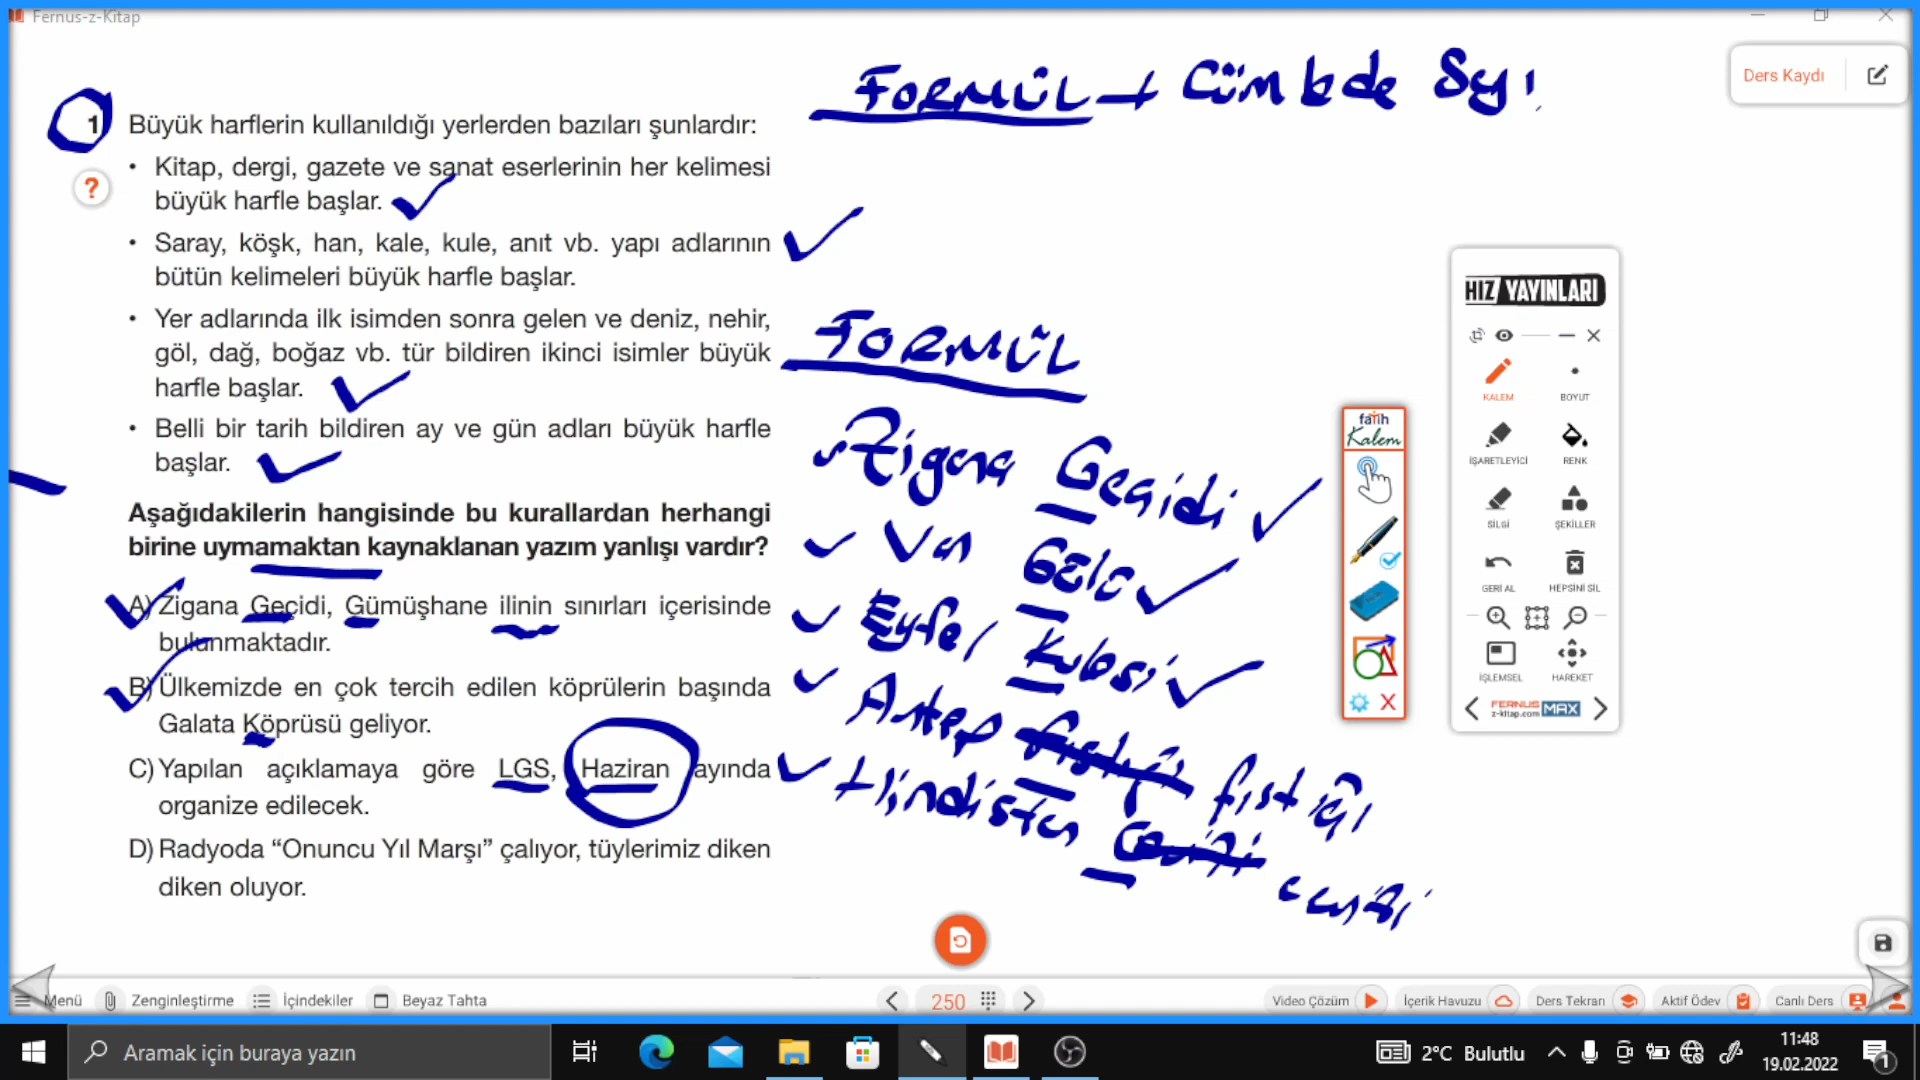 Fernus-z-Kitap
FORMÜL → Cümlede
Ders Kaydı
1 Büyük harflerin kullanıldığı yerlerden bazıları şunlardır:
• Kitap, dergi, gazete ve sanat eserlerinin her kelimesi
büyük harfle başlar.
?
• Saray, köşk, han, kale, kule, anıt vb. yapı adlarının
bütün kelimeleri büyük harfle başlar.
• Yer adlarında ilk isimden sonra gelen ve deniz, nehir,
göl, dağ, boğaz vb. tür bildiren ikinci isimler büyük
harfle başlar.
• Belli bir tarih bildiren ay ve gün adları büyük harfle
başlar.
Aşağıdakilerin hangisinde bu kurallardan herhangi
birine uymamaktan kaynaklanan yazım yanlışı vardır?
A) Zigana Geçidi, Gümüşhane ilinin sınırları içerisinde
bulunmaktadır.
B) Ülkemizde en çok tercih edilen köprülerin başında
Galata Köprüsü geliyor.
C) Yapılan açıklamaya göre LGS, Haziran ayında
organize edilecek.
D) Radyoda “Onuncu Yıl Marşı” çalıyor, tüylerimiz diken
diken oluyor.
FORMÜL
Zigana Geçidi
Van Gölü
Eyfel Kulesi
Antep fıstığı fıstığı
Hindistan Cevizi cevizi
fatih
Kalem
HIZ YAYINLARI
KALEM BOYUT
İŞARETLEYİCİ RENK
SİLGİ ŞEKİLLER
GERİ AL HEPSİNİ SİL
İŞLEMSEL HAREKET
FERNUS
z-kitap.com MAX
Menü Zenginleştirme İçindekiler Beyaz Tahta 250 Video Çözüm İçerik Havuzu Ders Tekrarı Aktif Ödev Canlı Ders
Aramak için buraya yazın
2°C Bulutlu
11:48
19.02.2022
1